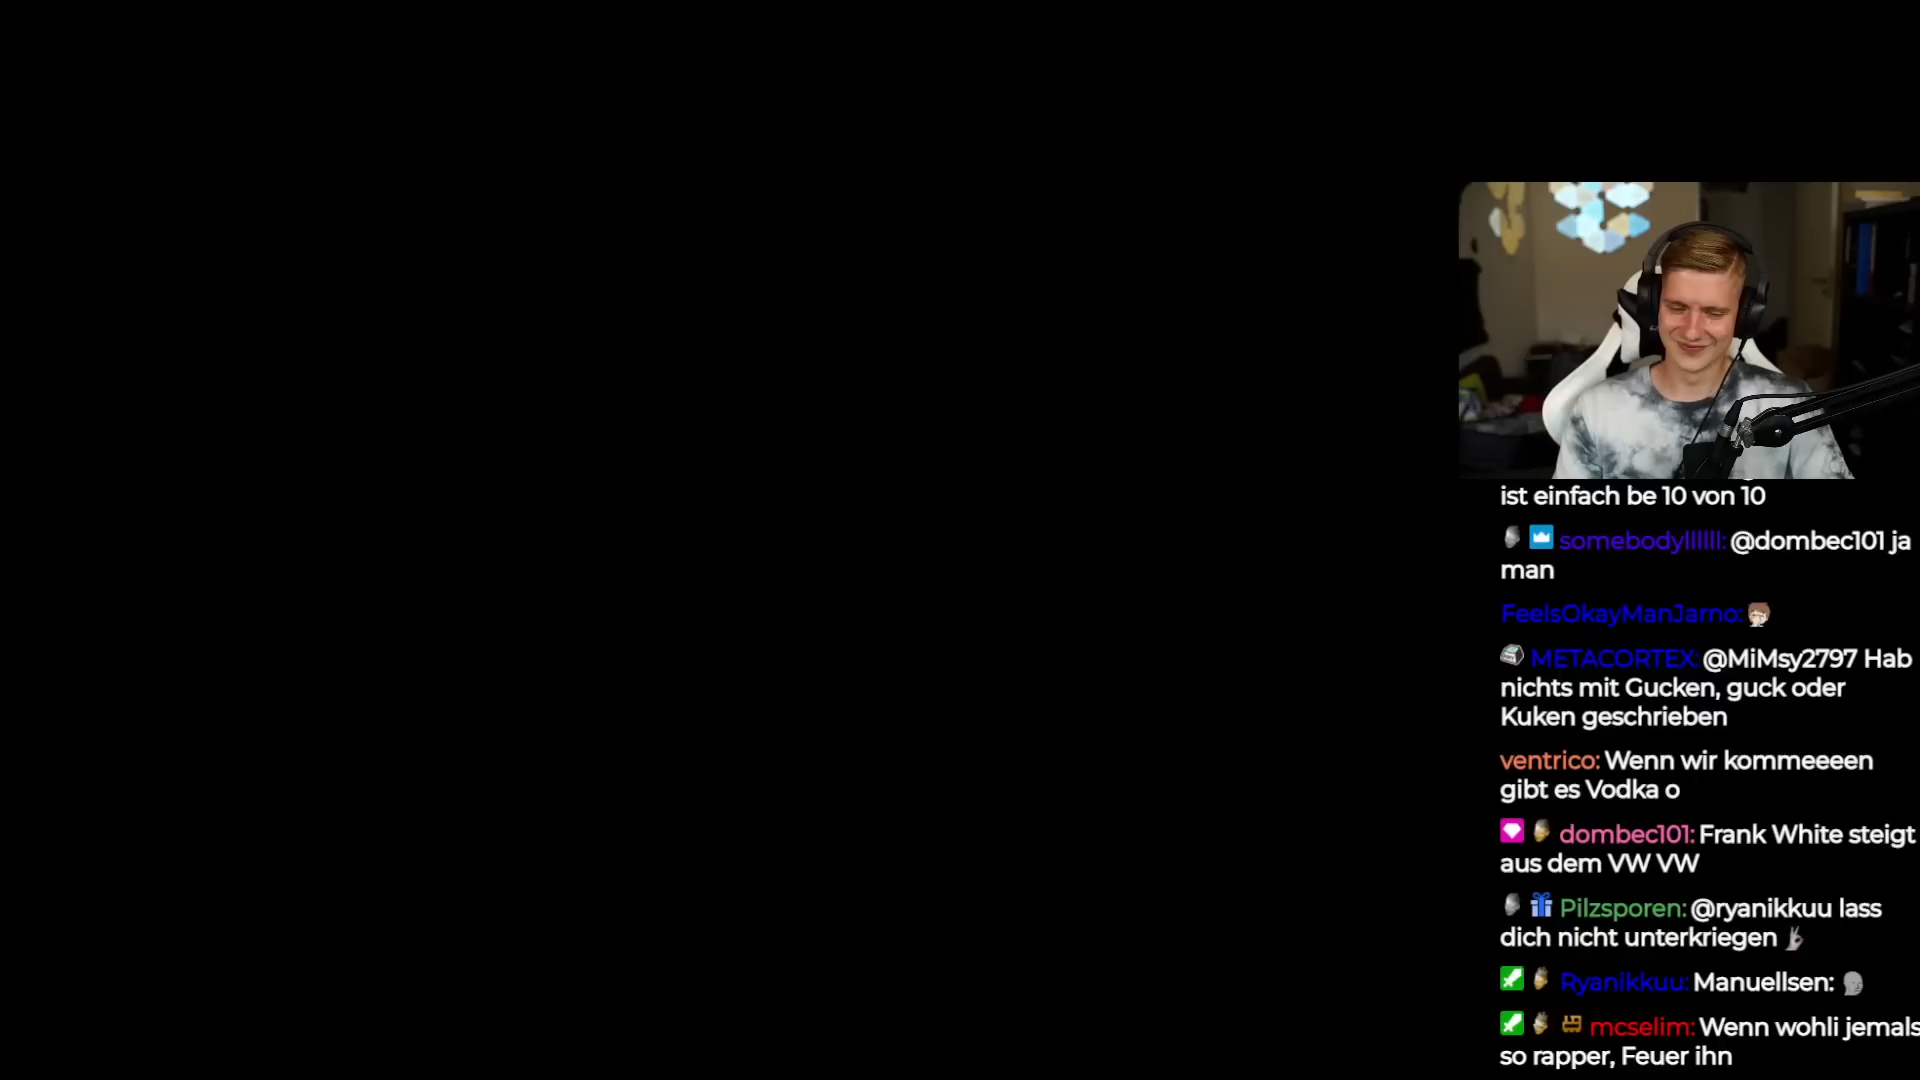 ist einfach be 10 von 10
somebodyllllll: @dombec101 ja
man
FeelsOkayManJarno:
METACORTEX: @MiMsy2797 Hab
nichts mit Gucken, guck oder
Kuken geschrieben
ventrico: Wenn wir kommeeeen
gibt es Vodka o
dombec101: Frank White steigt
aus dem VW VW
Pilzsporen: @ryanikkuu lass
dich nicht unterkriegen
Ryanikkuu: Manuellsen:
mcselim: Wenn wohli jemals
so rapper, Feuer ihn